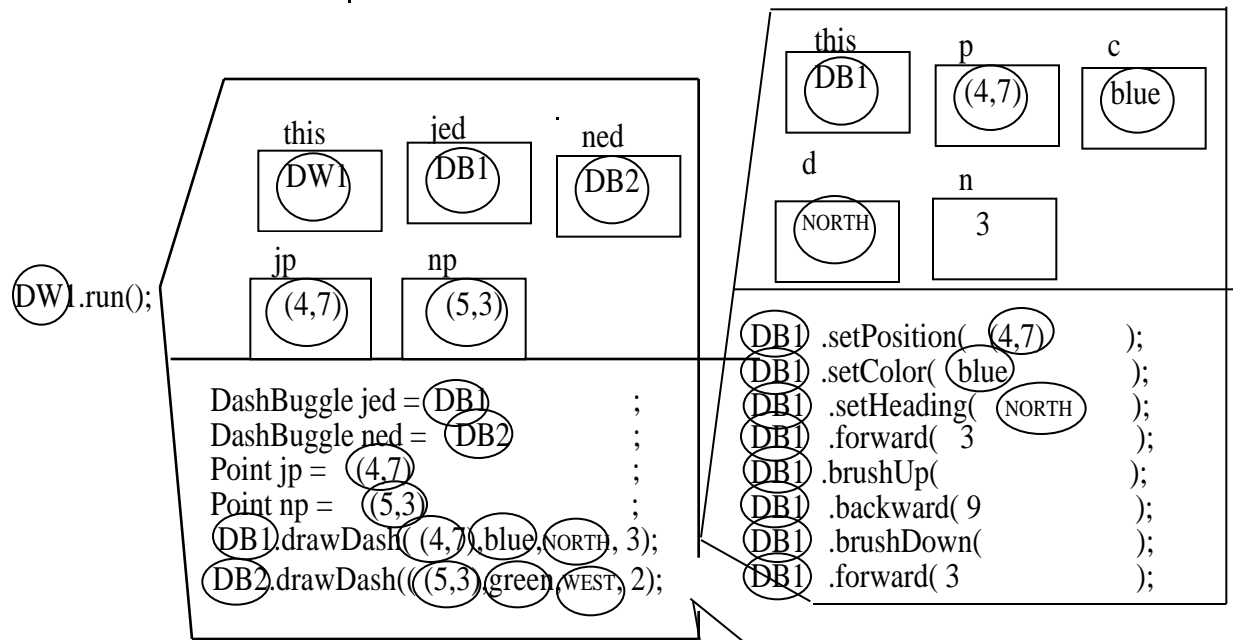 DW1.run();
this jed ned
DW1 DB1 DB2
jp np
(4,7) (5,3)
DashBuggle jed = DB1 ;
DashBuggle ned = DB2 ;
Point jp = (4,7) ;
Point np = (5,3) ;
DB1.drawDash( (4,7),blue,NORTH, 3);
DB2.drawDash(( (5,3),green,WEST, 2);
this p c
DB1 (4,7) blue
d n
NORTH 3
DB1 .setPosition( (4,7) );
DB1 .setColor( blue );
DB1 .setHeading( NORTH );
DB1 .forward( 3 );
DB1 .brushUp( );
DB1 .backward( 9 );
DB1 .brushDown( );
DB1 .forward( 3 );